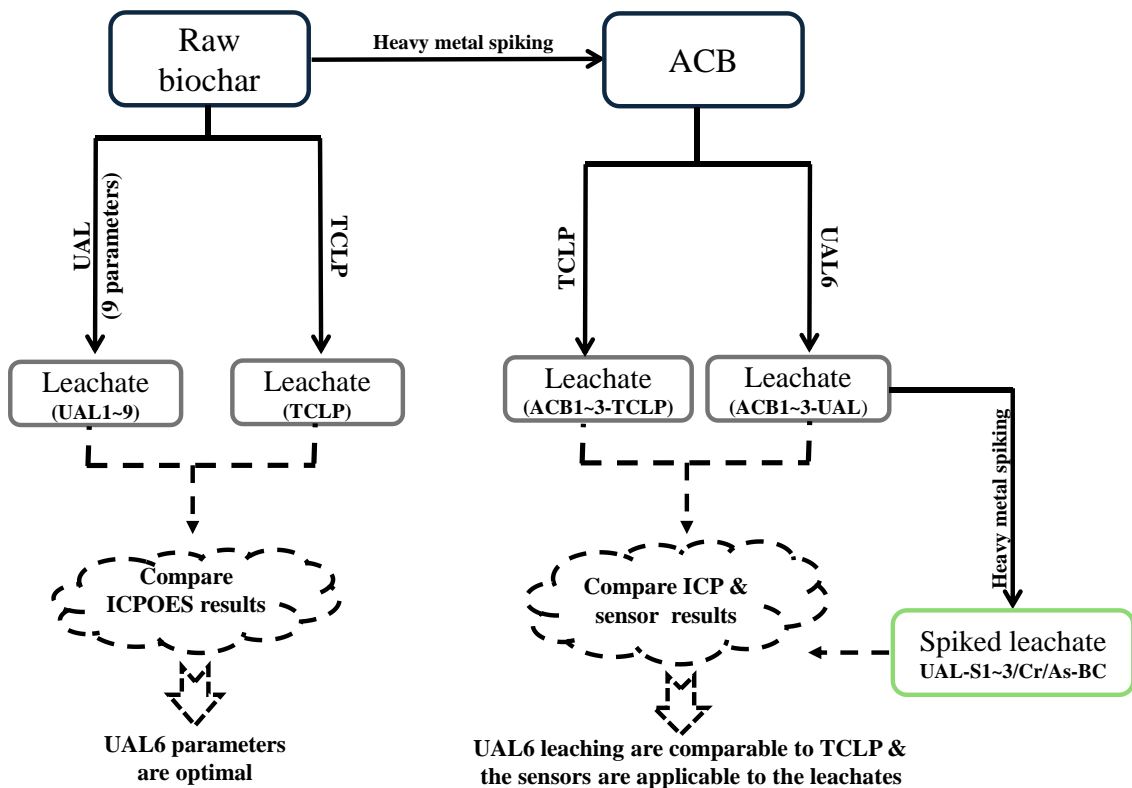 Raw
biochar
Heavy metal spiking
ACB
UAL
(9 parameters)
TCLP
TCLP
UAL6
Leachate
(UAL1~9)
Leachate
(TCLP)
Leachate
(ACB1~3-TCLP)
Leachate
(ACB1~3-UAL)
Heavy metal spiking
Compare
ICPOES results
Compare ICP &
sensor results
Spiked leachate
UAL-S1~3/Cr/As-BC
UAL6 parameters
are optimal
UAL6 leaching are comparable to TCLP &
the sensors are applicable to the leachates